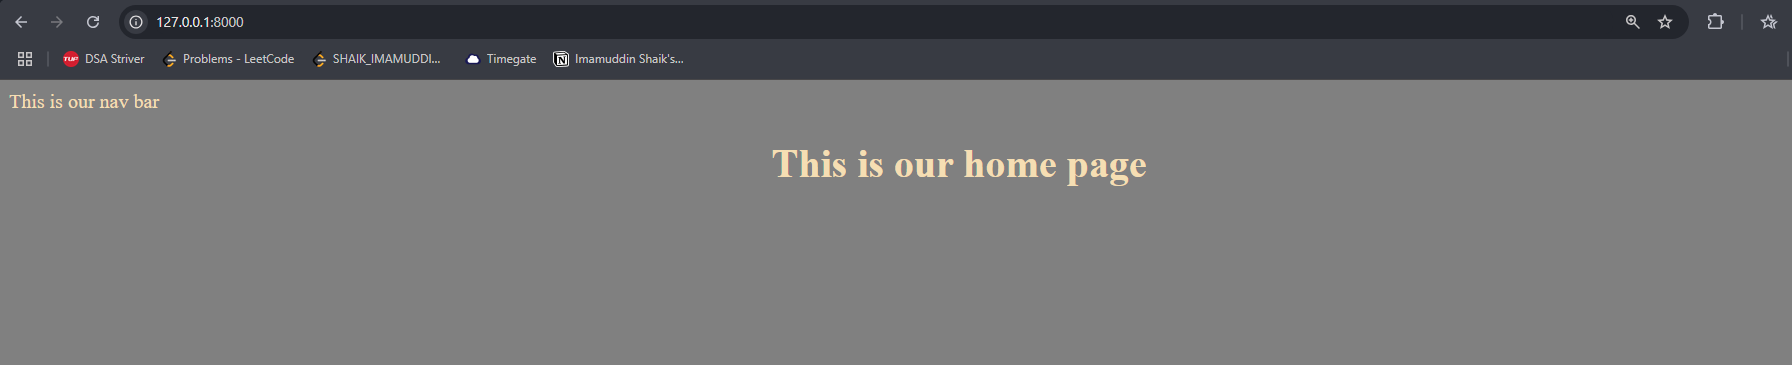 127.0.0.1:8000
TUF DSA Striver Problems - LeetCode SHAIK_IMAMUDDI... Timegate Imamuddin Shaik's...
This is our nav bar
This is our home page